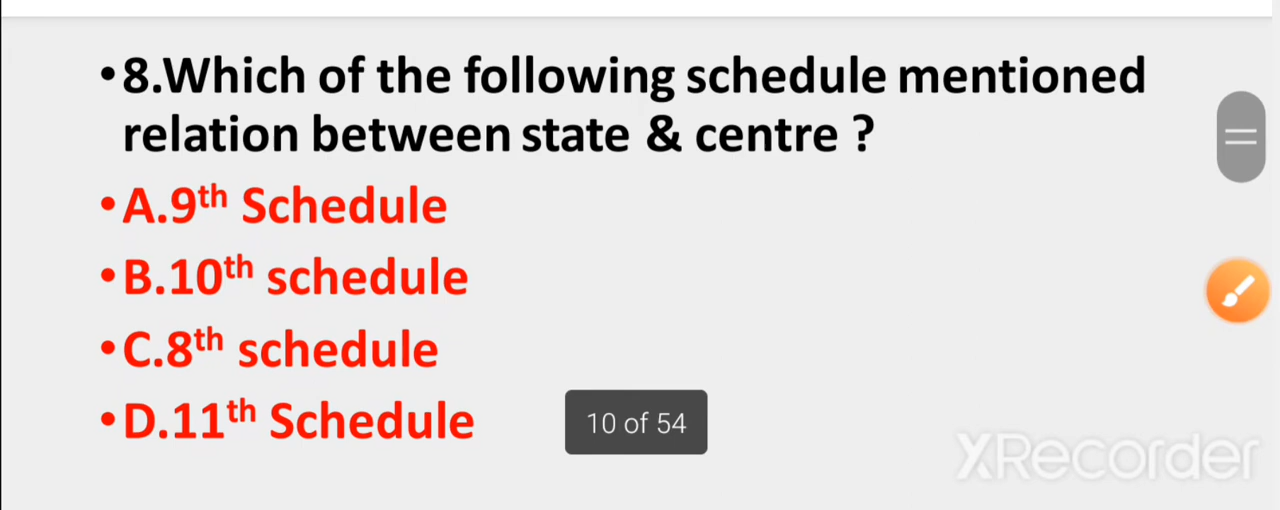 •8.Which of the following schedule mentioned
relation between state & centre ?
•A.9th Schedule
•B.10th schedule
•C.8th schedule
•D.11th Schedule
10 of 54
XRecorder